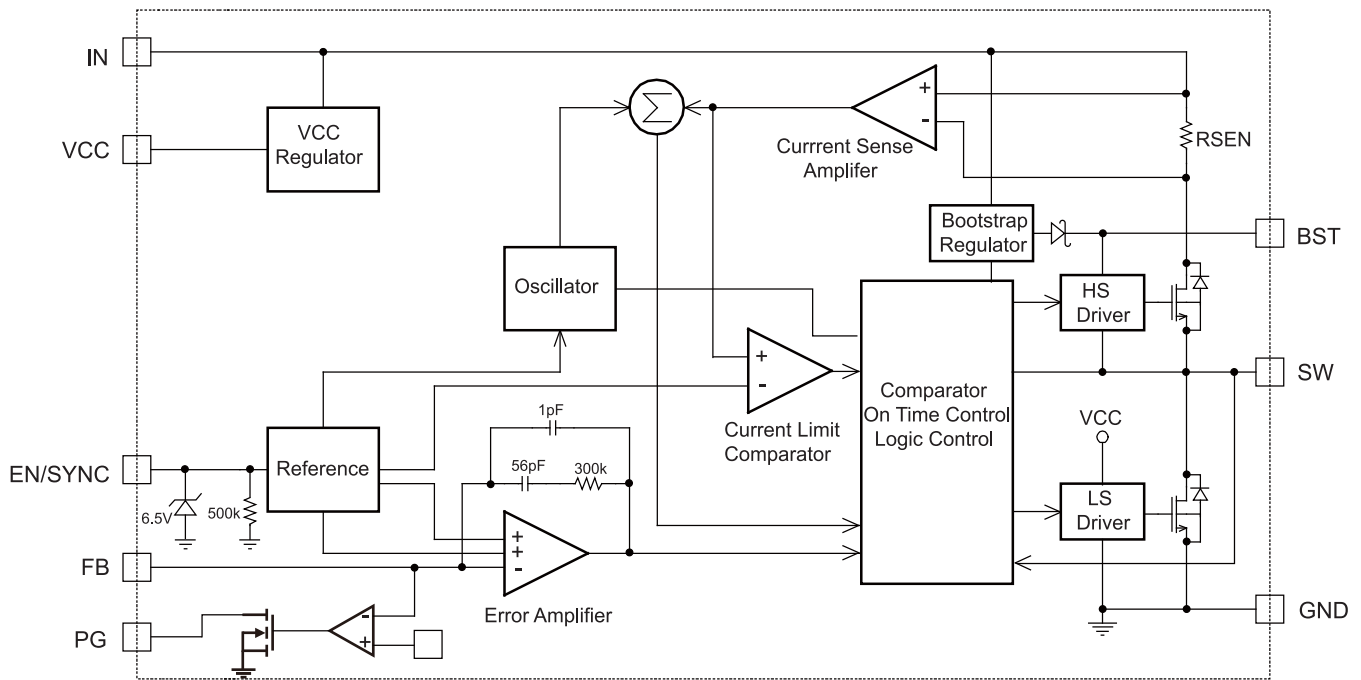 IN
VCC
VCC
Regulator
Σ
+
-
Currrent Sense
Amplifer
RSEN
Bootstrap
Regulator
BST
Oscillator
HS
Driver
+
-
Current Limit
Comparator
Comparator
On Time Control
Logic Control
SW
VCC
1pF
56pF
300k
EN/SYNC
6.5V
500k
Reference
LS
Driver
+
+
-
Error Amplifier
FB
PG
-
+
GND